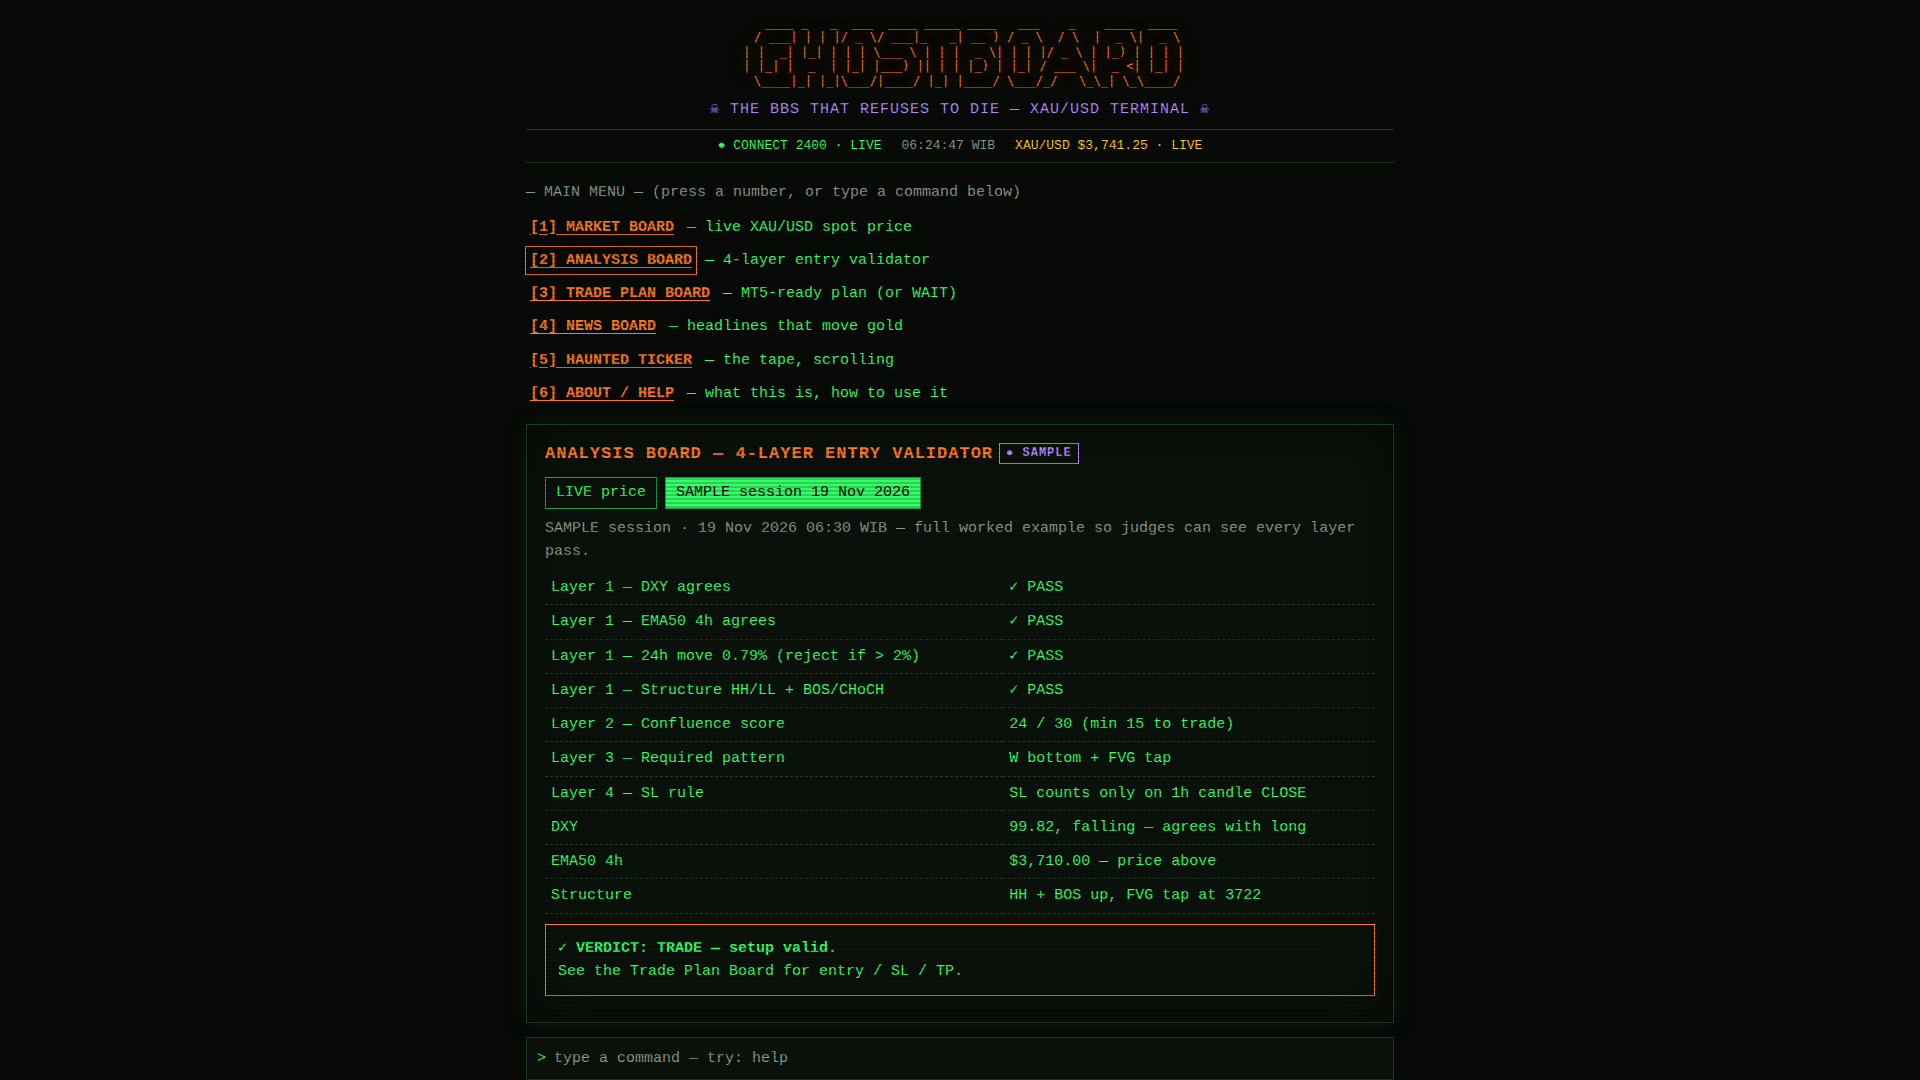 GHOSTBOARD
☠ THE BBS THAT REFUSES TO DIE — XAU/USD TERMINAL ☠
● CONNECT 2400 · LIVE 06:24:47 WIB XAU/USD $3,741.25 · LIVE
— MAIN MENU — (press a number, or type a command below)
[1] MARKET BOARD — live XAU/USD spot price
[2] ANALYSIS BOARD — 4-layer entry validator
[3] TRADE PLAN BOARD — MT5-ready plan (or WAIT)
[4] NEWS BOARD — headlines that move gold
[5] HAUNTED TICKER — the tape, scrolling
[6] ABOUT / HELP — what this is, how to use it
ANALYSIS BOARD — 4-LAYER ENTRY VALIDATOR ● SAMPLE
LIVE price SAMPLE session 19 Nov 2026
SAMPLE session · 19 Nov 2026 06:30 WIB — full worked example so judges can see every layer
pass.
Layer 1 — DXY agrees ✓ PASS
Layer 1 — EMA50 4h agrees ✓ PASS
Layer 1 — 24h move 0.79% (reject if > 2%) ✓ PASS
Layer 1 — Structure HH/LL + BOS/CHoCH ✓ PASS
Layer 2 — Confluence score 24 / 30 (min 15 to trade)
Layer 3 — Required pattern W bottom + FVG tap
Layer 4 — SL rule SL counts only on 1h candle CLOSE
DXY 99.82, falling — agrees with long
EMA50 4h $3,710.00 — price above
Structure HH + BOS up, FVG tap at 3722
✓ VERDICT: TRADE — setup valid.
See the Trade Plan Board for entry / SL / TP.
> type a command — try: help